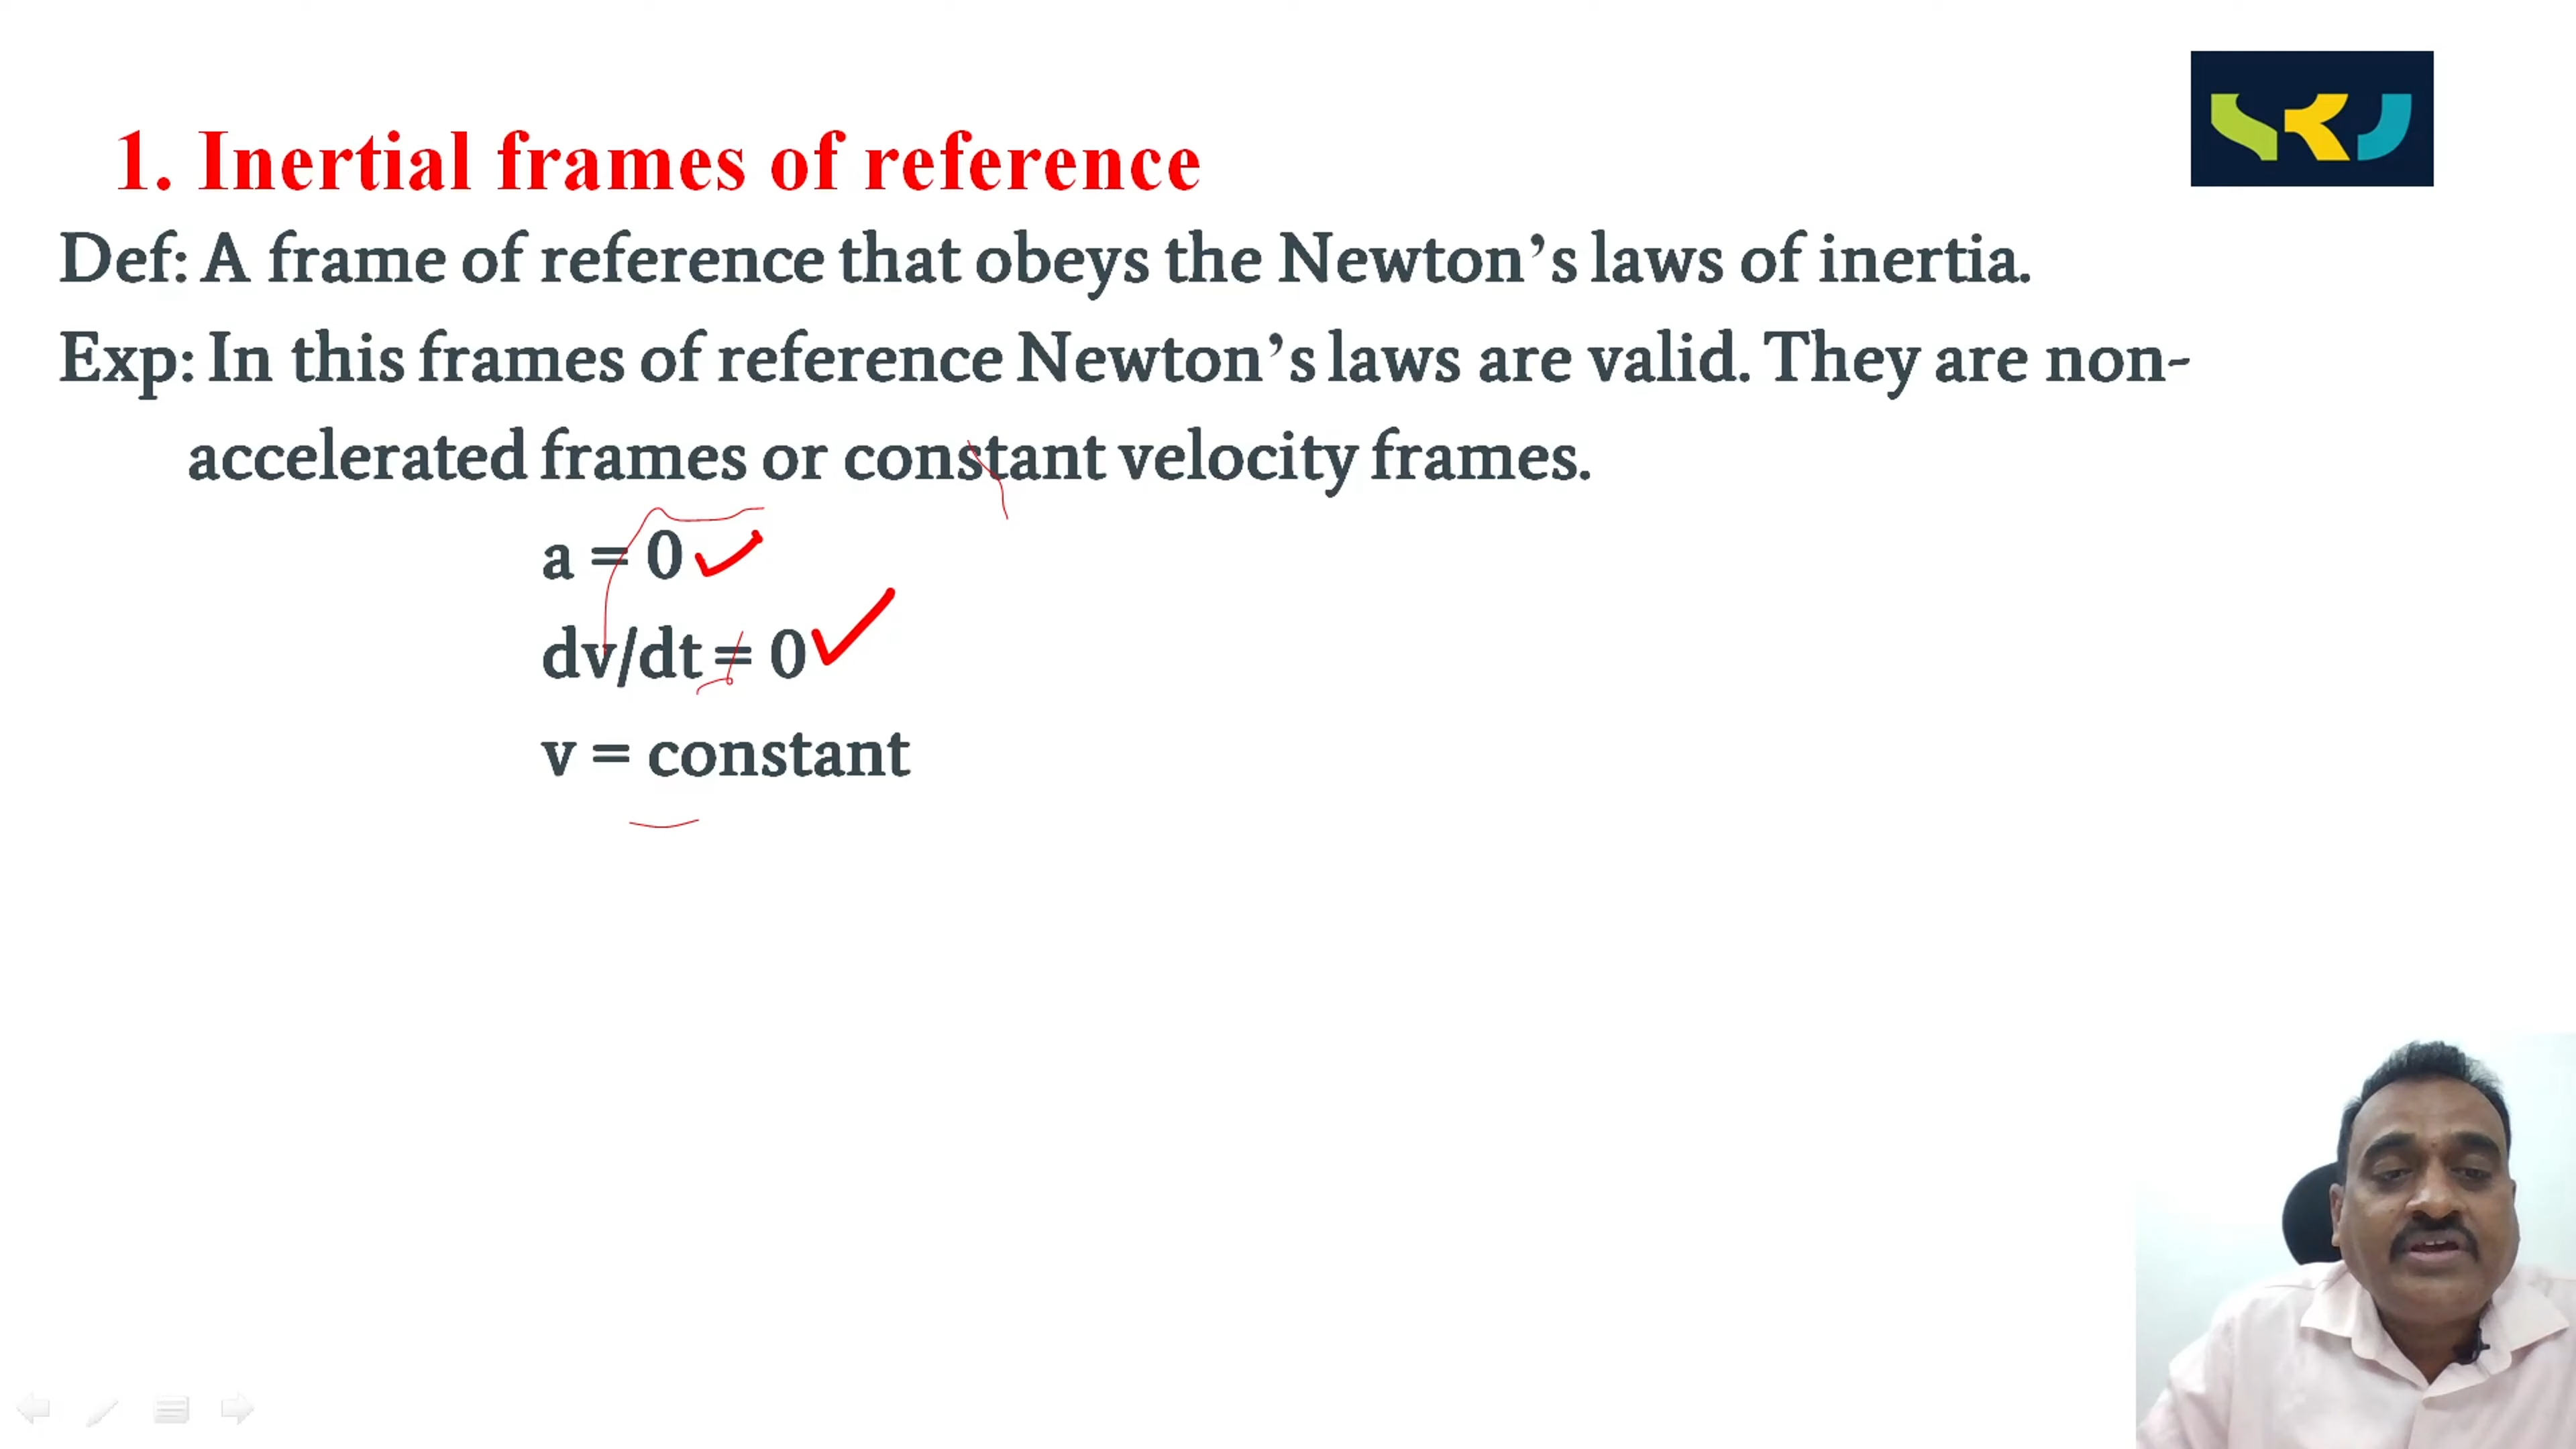 SKJ
1. Inertial frames of reference
Def: A frame of reference that obeys the Newton’s laws of inertia.
Exp: In this frames of reference Newton’s laws are valid. They are non-
accelerated frames or constant velocity frames.
a = 0
dv/dt = 0
v = constant